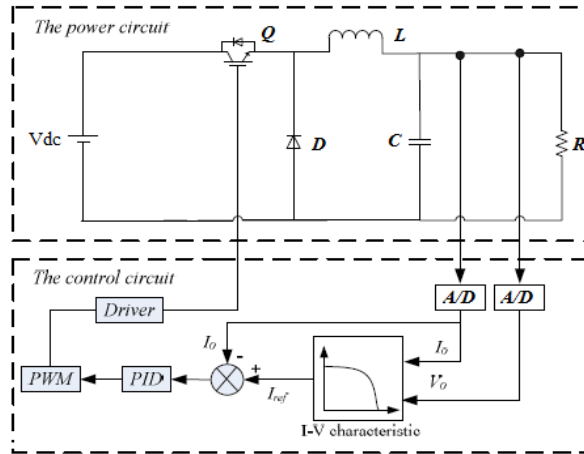 The power circuit
Q
L
Vdc
D
C
R
The control circuit
Driver
A/D
A/D
Io
Io
Vo
-
+
PWM
PID
Iref
I-V characteristic